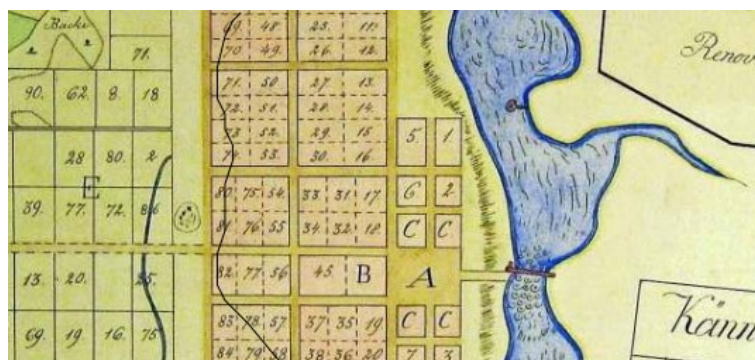 69. 48 25. 11.
Backe
71. 70 49. 26. 12.
Renov
71. 50 27. 13.
90. 62. 8. 18 72. 51. 28. 14.
73 52. 29. 15 5. 1.
28 80. 2 74. 53. 30. 16
E
80. 75. 54. 33. 31. 17 6 2
39. 77. 72. 86 81 76 55 34. 32. 18. C C
13. 20. 25. 82 77 56 45. B A
83. 78. 57. 37 35 19. C C
Känn
69. 19 16. 75 84. 79. 58 38. 36. 20 7. 3